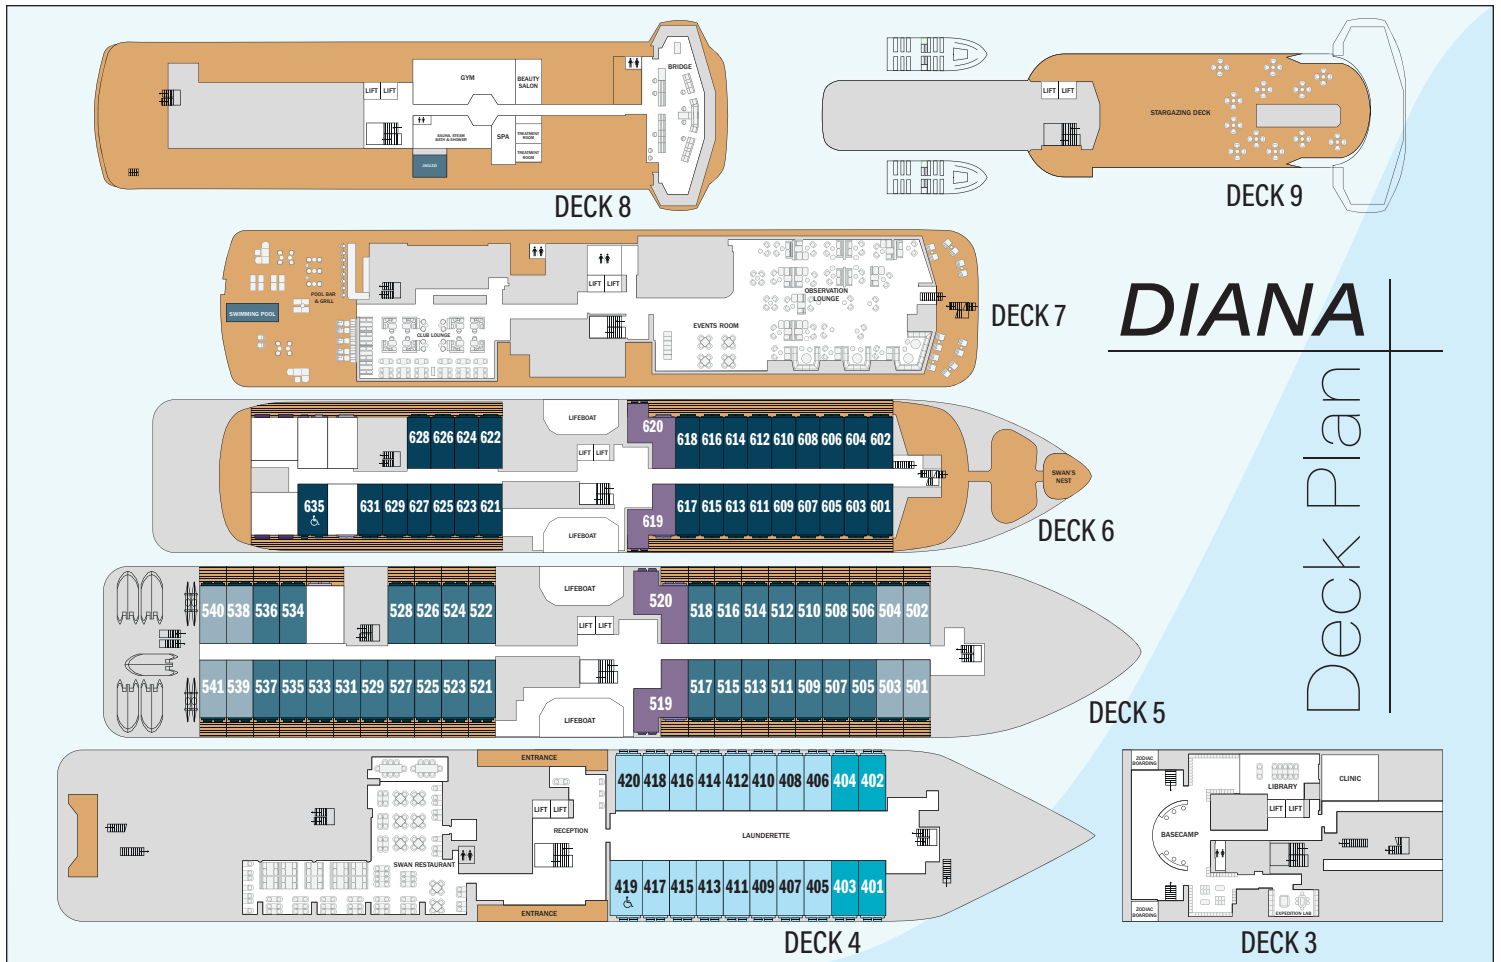 GYM
BEAUTY
SALON
BRIDGE
LIFT LIFT
SAUNA, STEAM
BATH & SHOWER
SPA
TREATMENT
ROOM
TREATMENT
ROOM
DECK 8
LIFT LIFT
STARGAZING DECK
DECK 9
POOL BAR
& GRILL
SWIMMING POOL
CLUB LOUNGE
LIFT LIFT
OBSERVATION
LOUNGE
EVENTS ROOM
DECK 7
DIANA
Deck Plan
LIFEBOAT
620
628 626 624 622
618 616 614 612 610 608 606 604 602
LIFT LIFT
SWAN'S
NEST
635
631 629 627 625 623 621
619
617 615 613 611 609 607 605 603 601
LIFEBOAT
DECK 6
LIFEBOAT
520
540 538 536 534
528 526 524 522
518 516 514 512 510 508 506 504 502
LIFT LIFT
541 539 537 535 533 531 529 527 525 523 521
519
517 515 513 511 509 507 505 503 501
LIFEBOAT
DECK 5
ENTRANCE
420 418 416 414 412 410 408 406 404 402
LIFT LIFT
RECEPTION
LAUNDERETTE
SWAN RESTAURANT
419 417 415 413 411 409 407 405 403 401
ENTRANCE
DECK 4
ZODIAC
BOARDING
LIBRARY
CLINIC
LIFT LIFT
BASECAMP
ZODIAC
BOARDING
EXPEDITION LAB
DECK 3